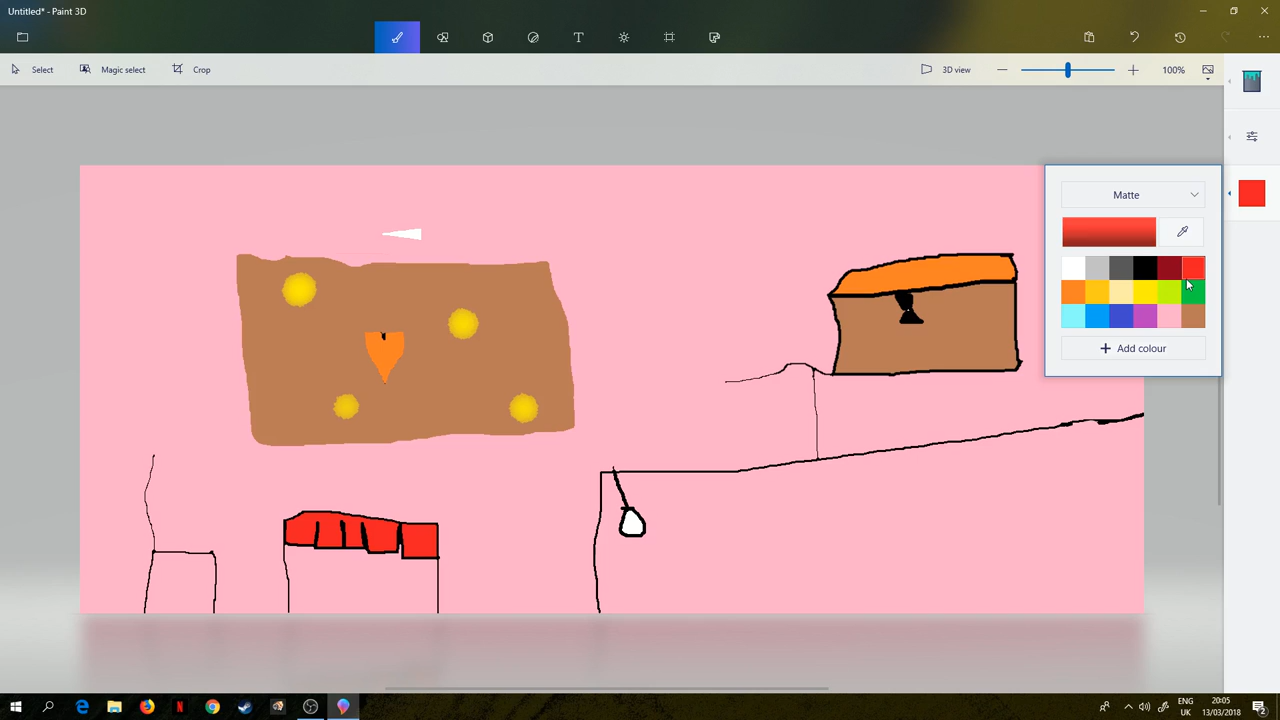 Untitled* - Paint 3D
Select
Magic select
Crop
3D view
100%
Matte
Add colour
ENG
UK
20:05
13/03/2018
2